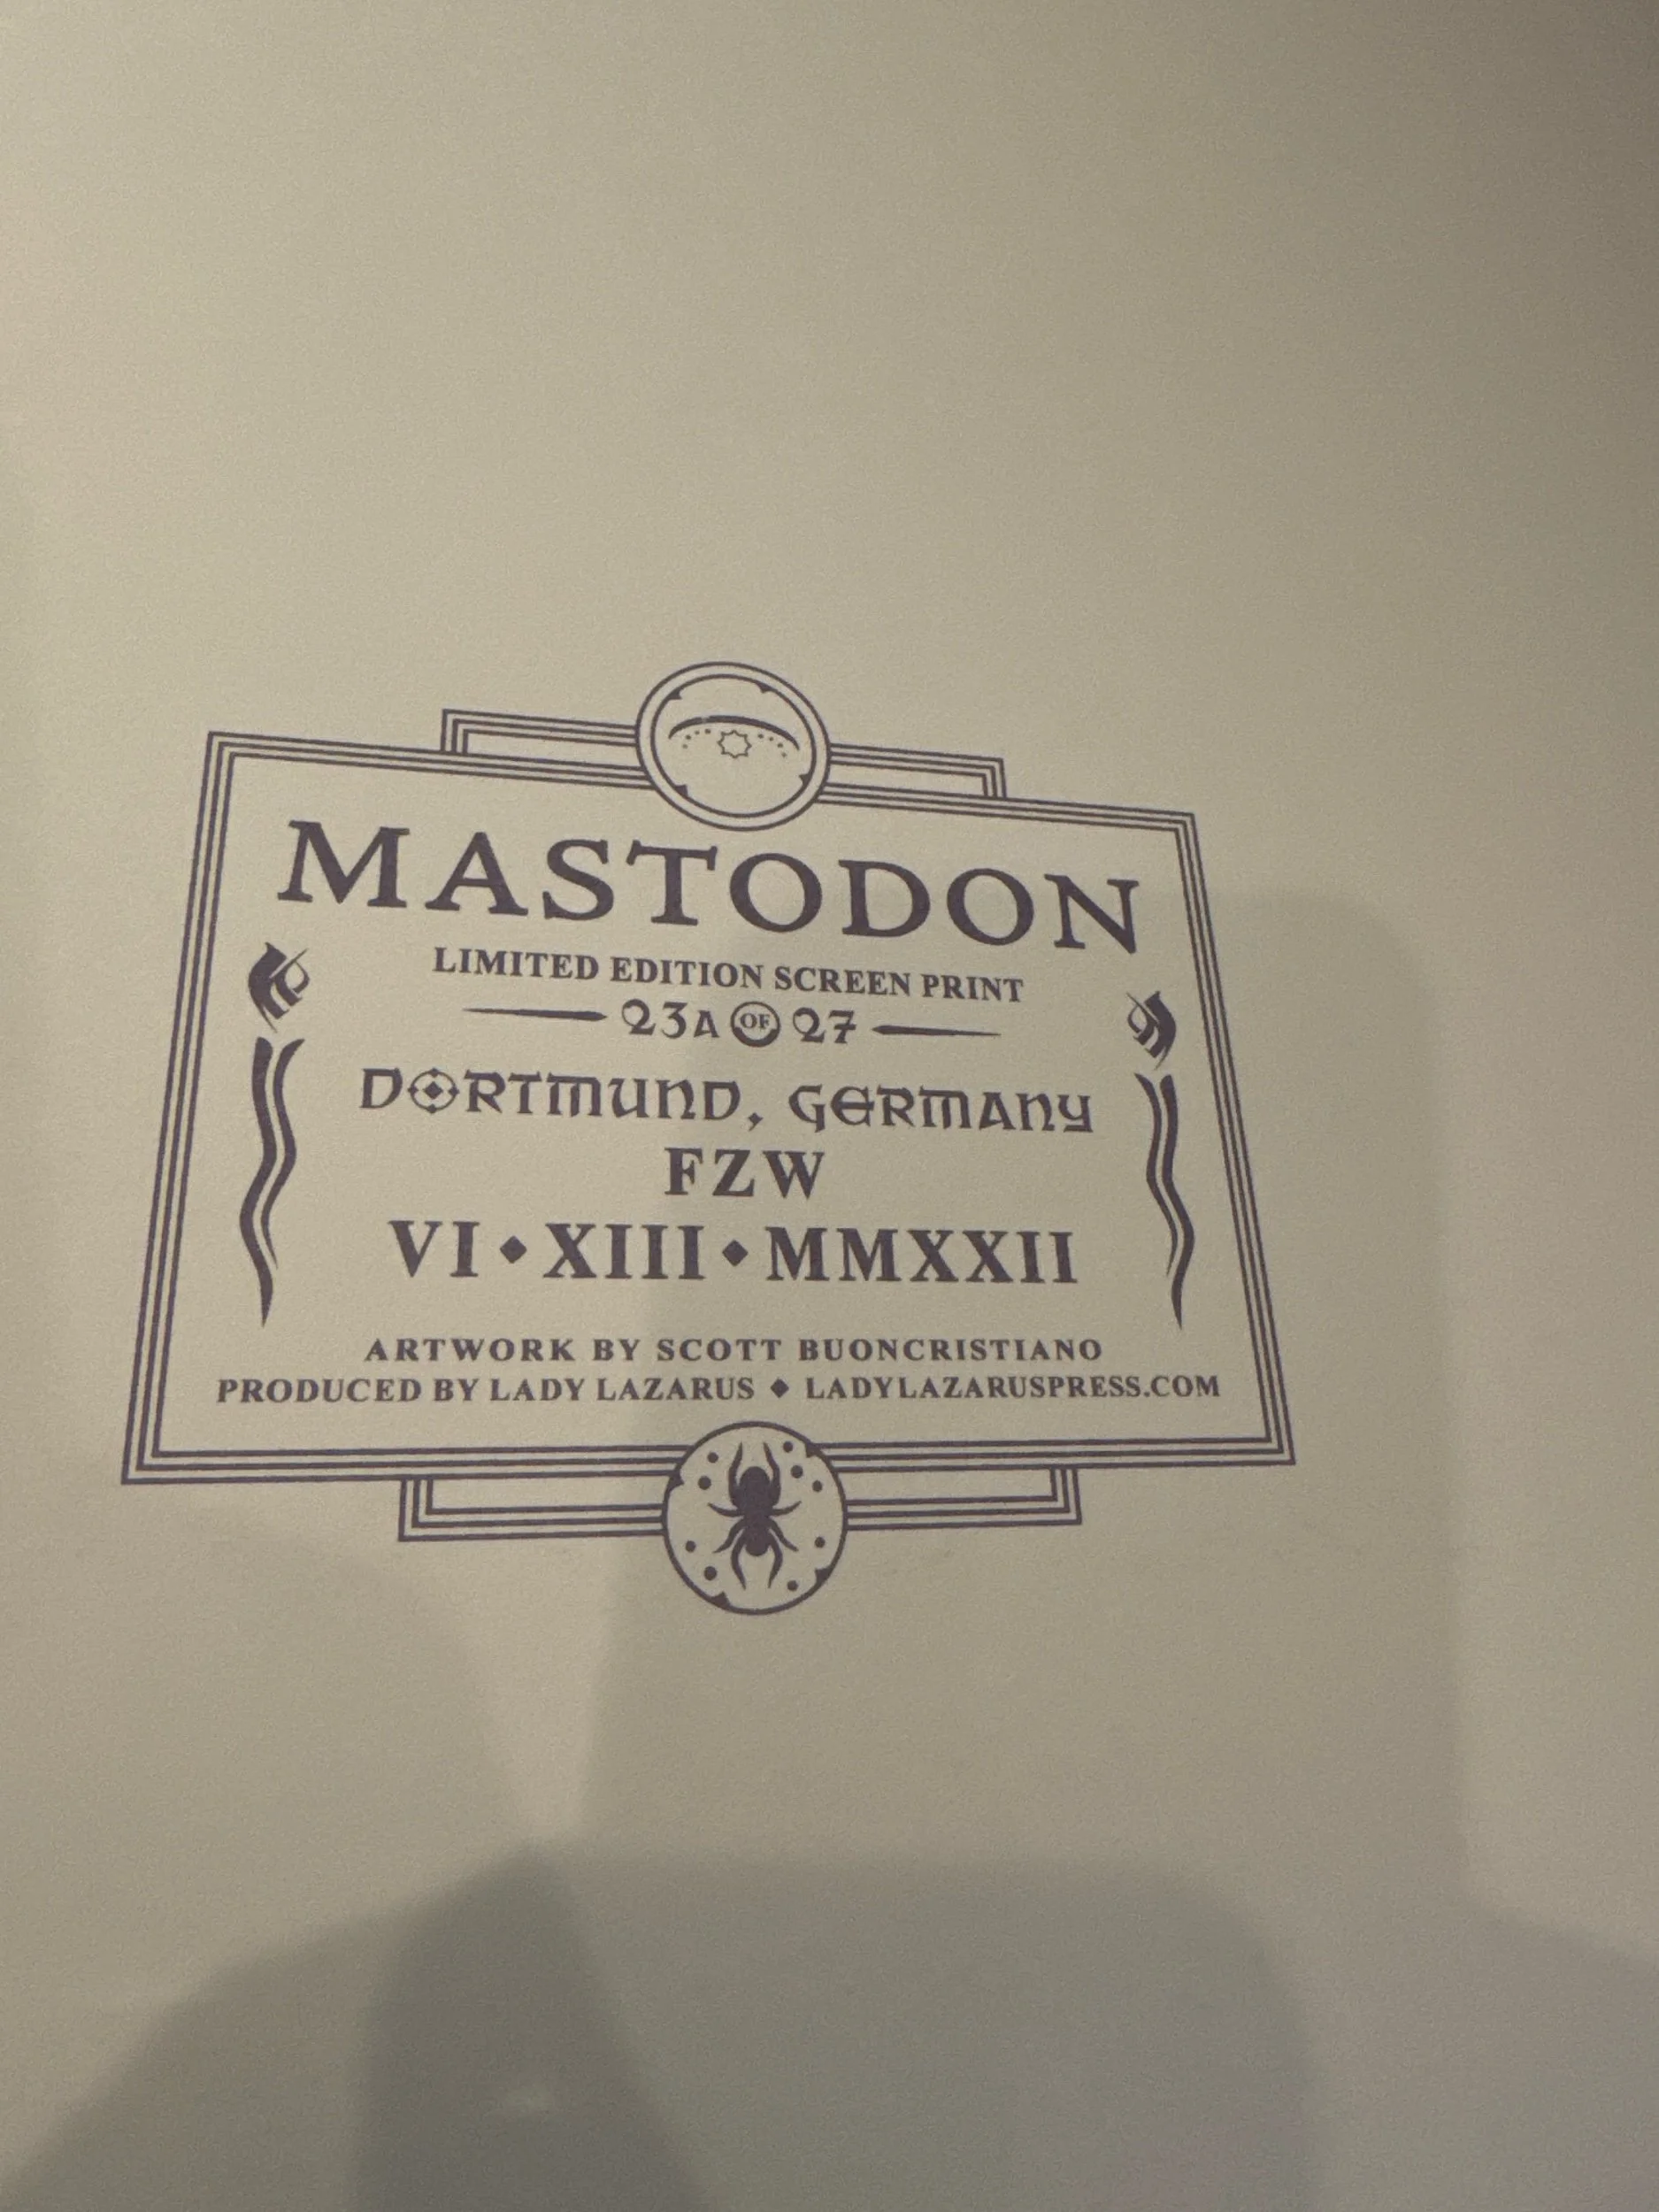 MASTODON
LIMITED EDITION SCREEN PRINT
23A OF 27
DORTMUND, GERMANY
FZW
VI • XIII • MMXXII
ARTWORK BY SCOTT BUONCRISTIANO
PRODUCED BY LADY LAZARUS ◆ LADYLAZARUSPRESS.COM